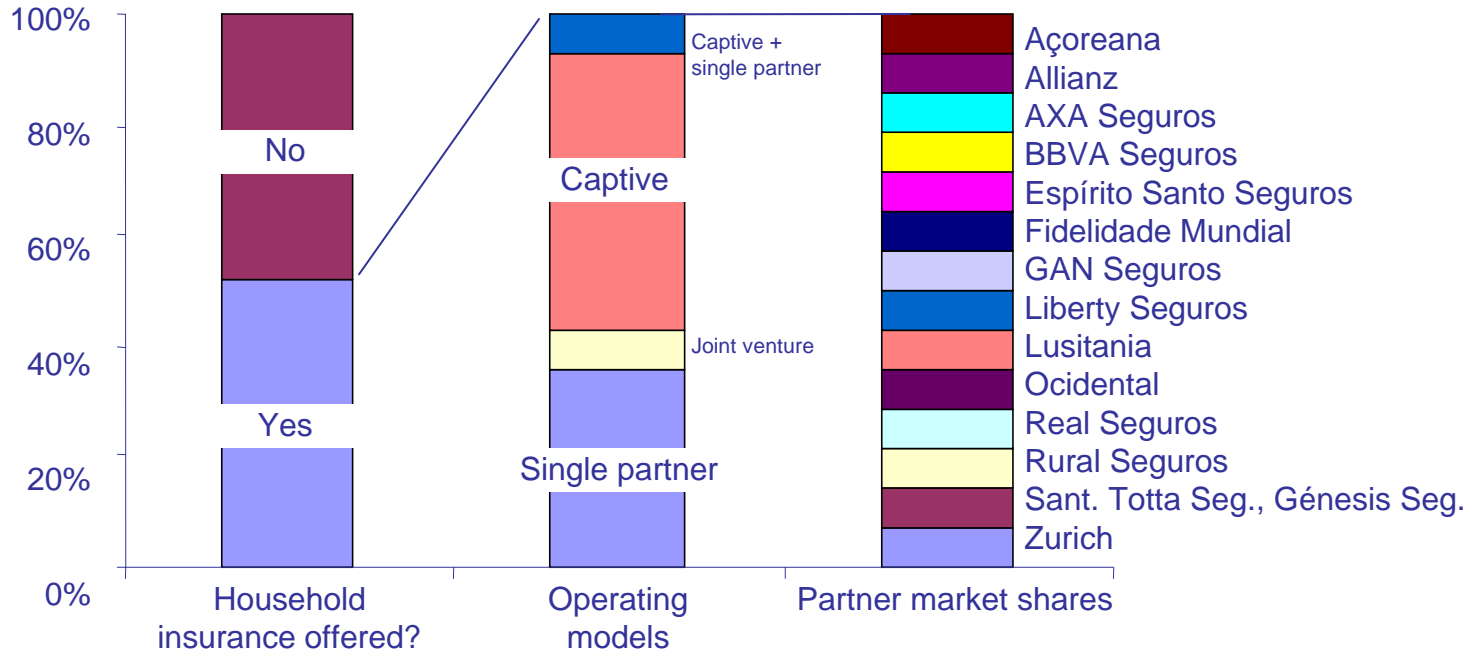 100%
80%
60%
40%
20%
0%
No
Yes
Captive +
single partner
Captive
Joint venture
Single partner
Açoreana
Allianz
AXA Seguros
BBVA Seguros
Espírito Santo Seguros
Fidelidade Mundial
GAN Seguros
Liberty Seguros
Lusitania
Ocidental
Real Seguros
Rural Seguros
Sant. Totta Seg., Génesis Seg.
Zurich
Household
insurance offered?
Operating
models
Partner market shares